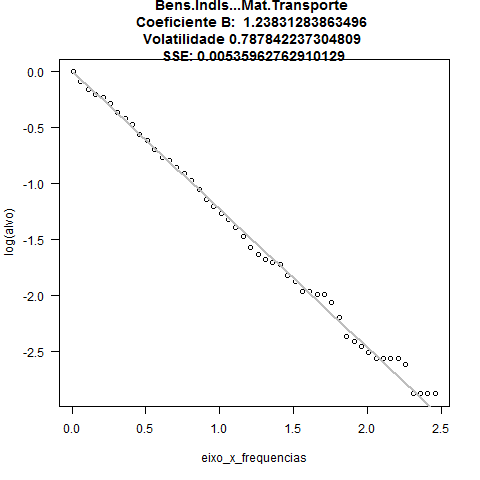 Bens.Indis...Mat.Transporte
Coeficiente B:  1.23831283863496
Volatilidade 0.787842237304809
SSE: 0.00535962762910129
0.0
-0.5
-1.0
-1.5
-2.0
-2.5
log(alvo)
0.0 0.5 1.0 1.5 2.0 2.5
eixo_x_frequencias